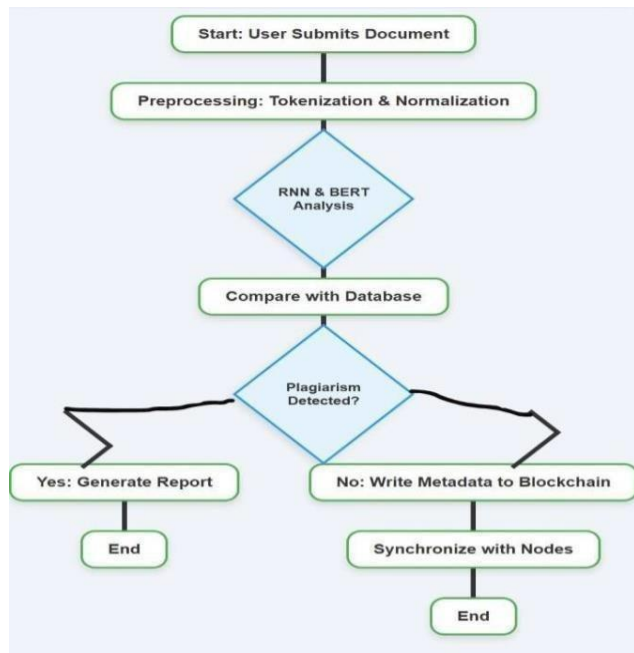 Start: User Submits Document
Preprocessing: Tokenization & Normalization
RNN & BERT
Analysis
Compare with Database
Plagiarism
Detected?
Yes: Generate Report
No: Write Metadata to Blockchain
End
Synchronize with Nodes
End